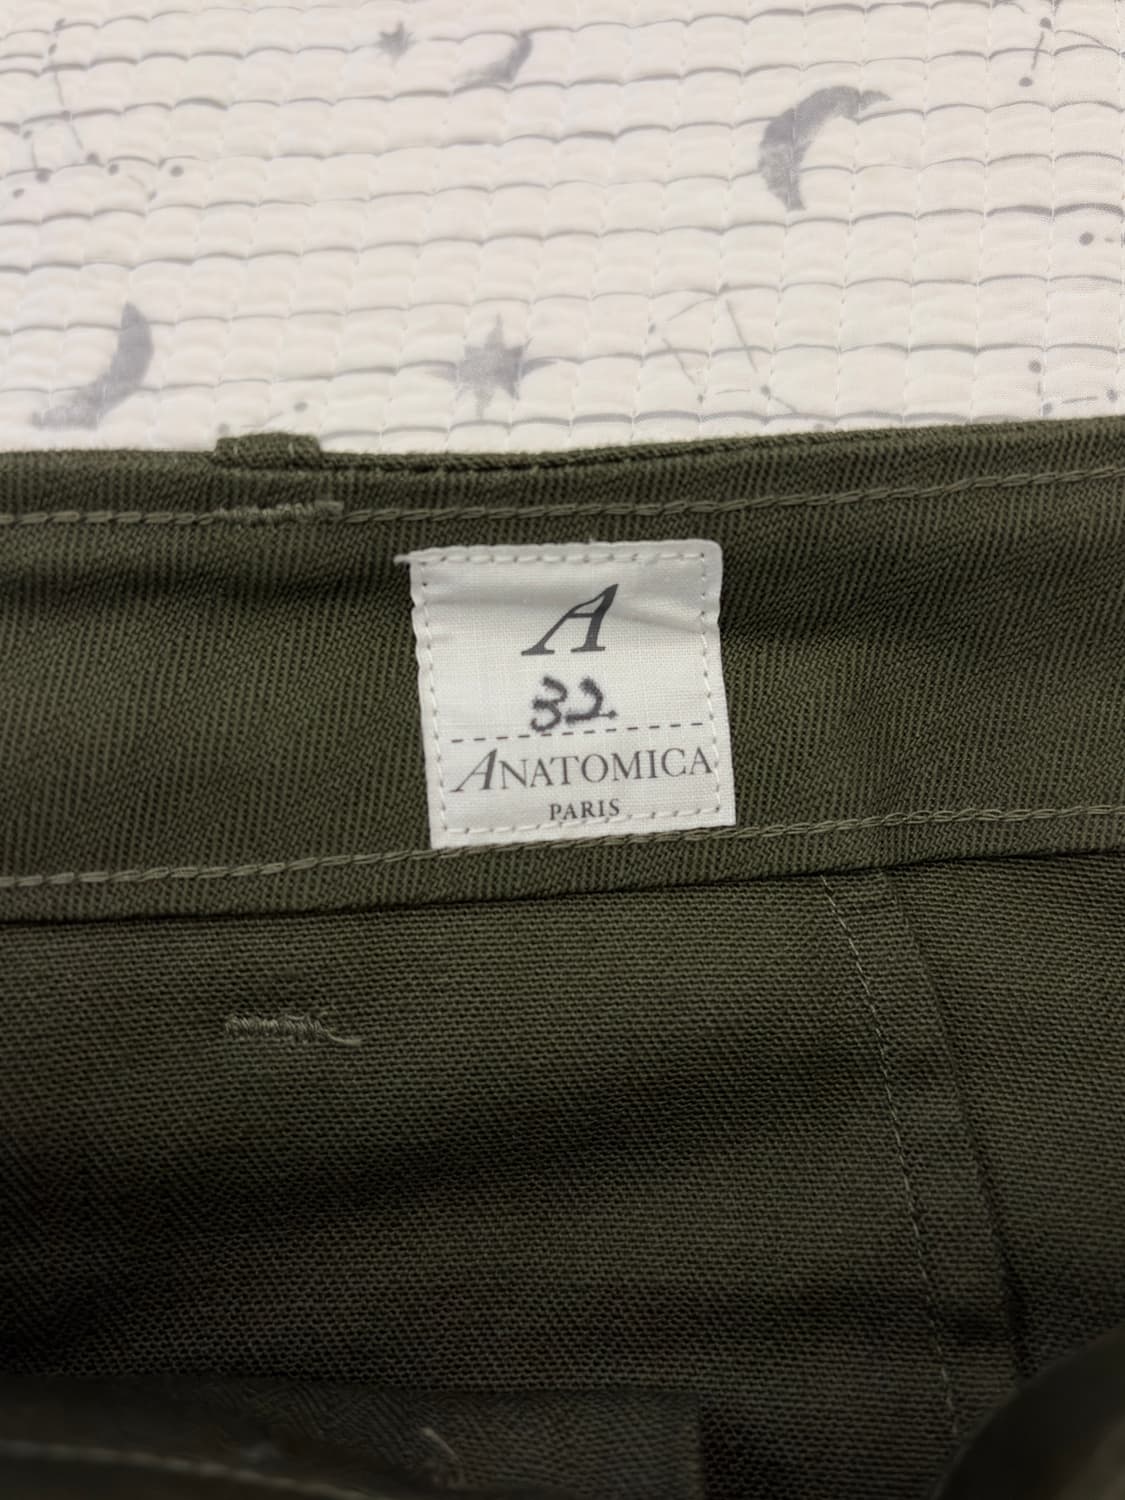 A
32
ANATOMICA
PARIS